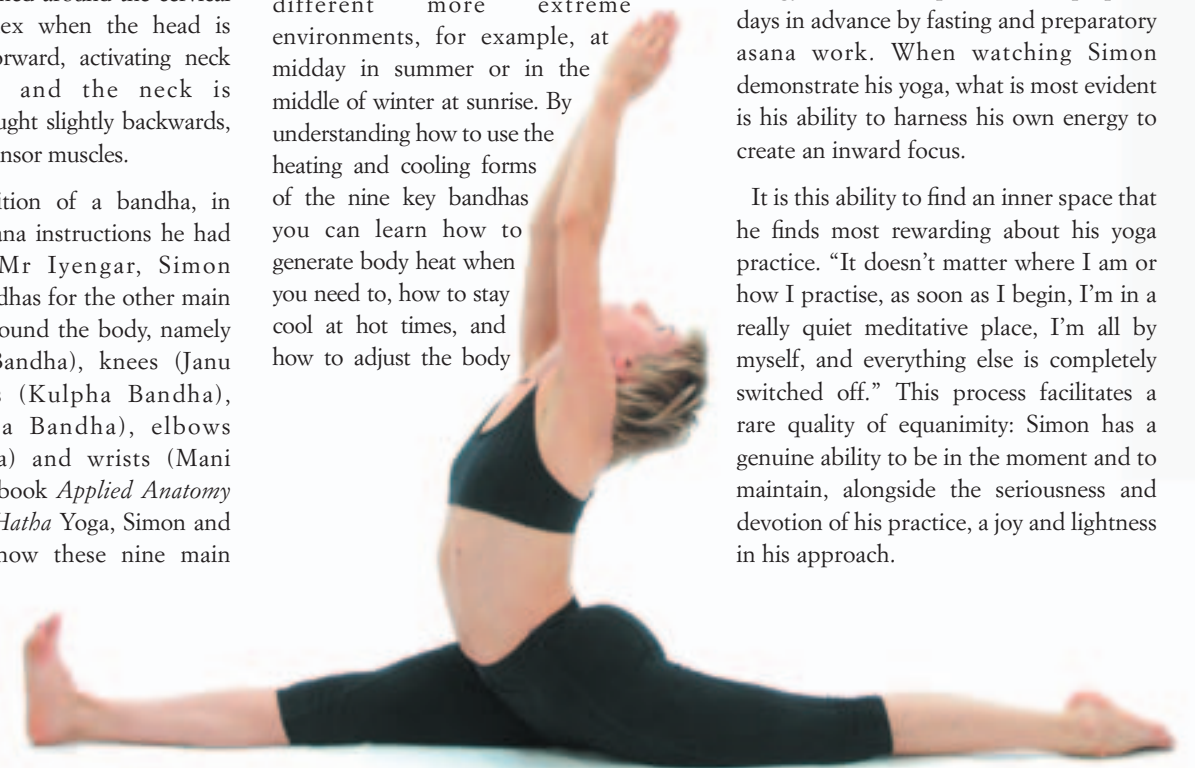 ex when the head is
orward, activating neck
and the neck is
ught slightly backwards,
nsor muscles.
ition of a bandha, in
ana instructions he had
Mr Iyengar, Simon
dhas for the other main
ound the body, namely
Bandha), knees (Janu
s (Kulpha Bandha),
a Bandha), elbows
a) and wrists (Mani
book Applied Anatomy
Hatha Yoga, Simon and
how these nine main
different more extreme
environments, for example, at
midday in summer or in the
middle of winter at sunrise. By
understanding how to use the
heating and cooling forms
of the nine key bandhas
you can learn how to
generate body heat when
you need to, how to stay
cool at hot times, and
how to adjust the body
days in advance by fasting and preparatory
asana work. When watching Simon
demonstrate his yoga, what is most evident
is his ability to harness his own energy to
create an inward focus.
It is this ability to find an inner space that
he finds most rewarding about his yoga
practice. “It doesn’t matter where I am or
how I practise, as soon as I begin, I’m in a
really quiet meditative place, I’m all by
myself, and everything else is completely
switched off.” This process facilitates a
rare quality of equanimity: Simon has a
genuine ability to be in the moment and to
maintain, alongside the seriousness and
devotion of his practice, a joy and lightness
in his approach.